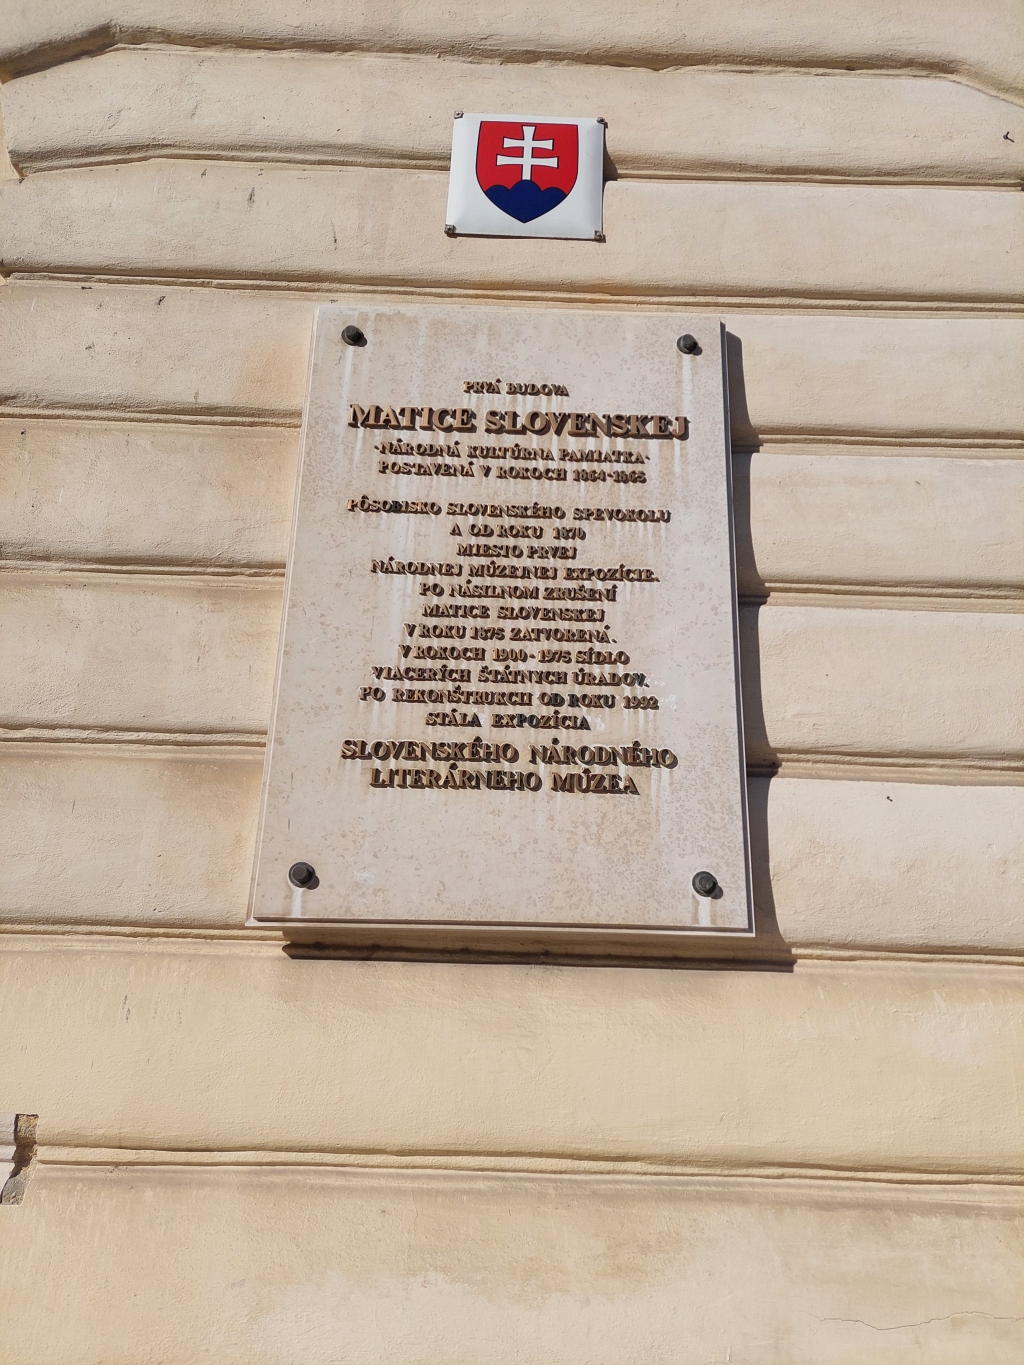 PRVÁ BUDOVA
MATICE SLOVENSKEJ
-NÁRODNÁ KULTÚRNA PAMIATKA-
POSTAVENÁ V ROKOCH 1864-1865
PÔSOBISKO SLOVENSKÉHO SPEVOKOLU
A OD ROKU 1870
MIESTO PRVEJ
NÁRODNEJ MÚZEJNEJ EXPOZÍCIE.
PO NÁSILNOM ZRUŠENÍ
MATICE SLOVENSKEJ
V ROKU 1875 ZATVORENÁ.
V ROKOCH 1900-1975 SÍDLO
VIACERÝCH ŠTÁTNYCH ÚRADOV.
PO REKONŠTRUKCII OD ROKU 1992
STÁLA EXPOZÍCIA
SLOVENSKÉHO NÁRODNÉHO
LITERÁRNEHO MÚZEA